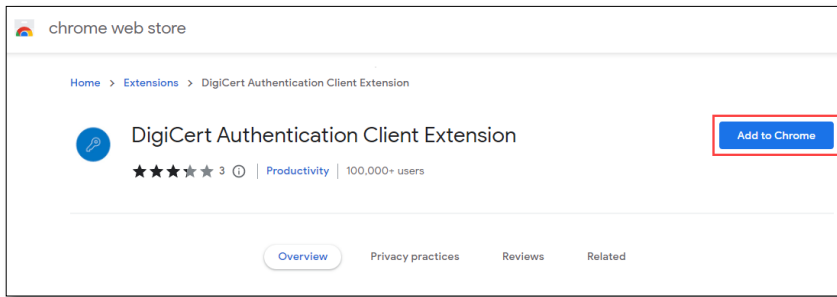 chrome web store
Home > Extensions > DigiCert Authentication Client Extension
DigiCert Authentication Client Extension
Add to Chrome
3 | Productivity | 100,000+ users
Overview Privacy practices Reviews Related